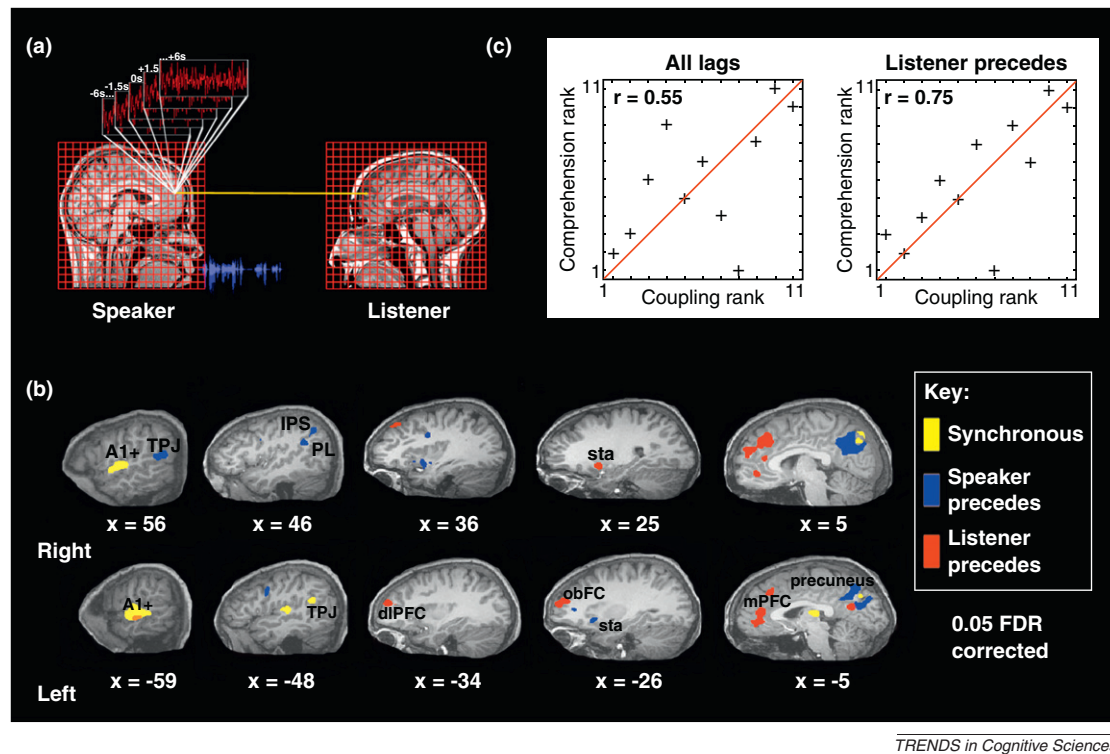 (a)
-6s... -1.5s 0s +1.5 ...+6s
Speaker
Listener
(c)
All lags
r = 0.55
11
Comprehension rank
1
1
Coupling rank
11
Listener precedes
r = 0.75
11
Comprehension rank
1
1
Coupling rank
11
(b)
A1+
TPJ
x = 56
IPS
PL
x = 46
x = 36
sta
x = 25
x = 5
Right
A1+
x = -59
TPJ
x = -48
dlPFC
x = -34
obFC
sta
x = -26
mPFC
precuneus
x = -5
Left
Key:
Synchronous
Speaker
precedes
Listener
precedes
0.05 FDR
corrected
TRENDS in Cognitive Sciences